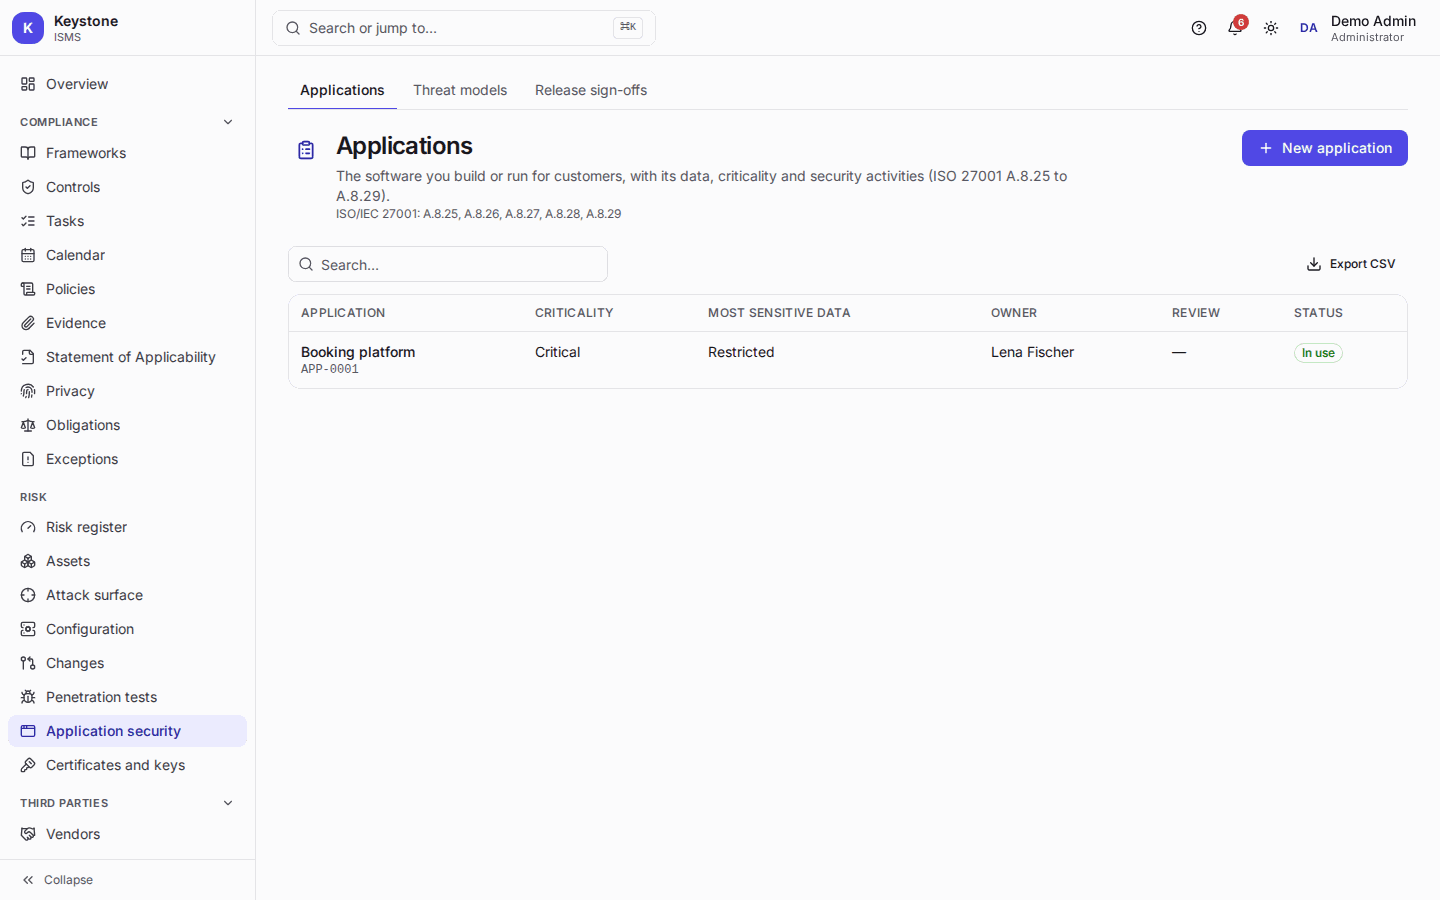 K
Keystone
ISMS
Search or jump to...
⌘K
6
DA
Demo Admin
Administrator
Overview
COMPLIANCE
Frameworks
Controls
Tasks
Calendar
Policies
Evidence
Statement of Applicability
Privacy
Obligations
Exceptions
RISK
Risk register
Assets
Attack surface
Configuration
Changes
Penetration tests
Application security
Certificates and keys
THIRD PARTIES
Vendors
Collapse
Applications
Threat models
Release sign-offs
Applications
New application
The software you build or run for customers, with its data, criticality and security activities (ISO 27001 A.8.25 to
A.8.29).
ISO/IEC 27001: A.8.25, A.8.26, A.8.27, A.8.28, A.8.29
Search...
Export CSV
APPLICATION CRITICALITY MOST SENSITIVE DATA OWNER REVIEW STATUS
Booking platform Critical Restricted Lena Fischer — In use
APP-0001